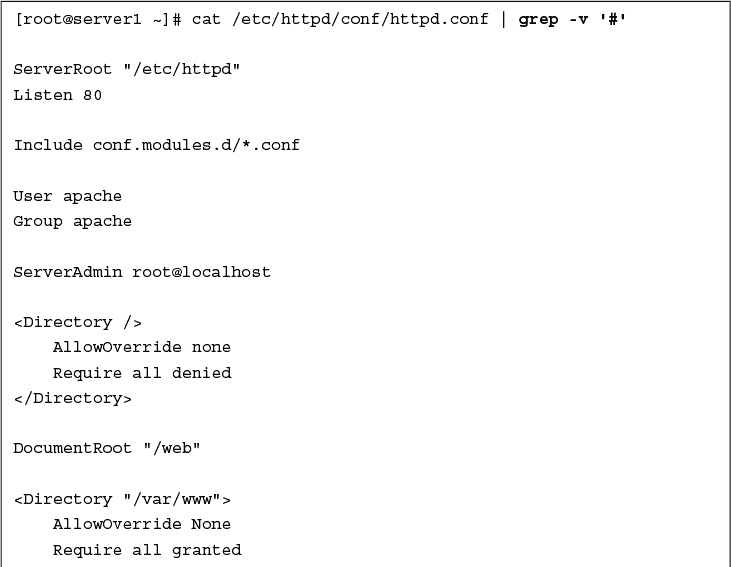 [root@server1 ~]# cat /etc/httpd/conf/httpd.conf | grep -v '#'
ServerRoot "/etc/httpd"
Listen 80
Include conf.modules.d/*.conf
User apache
Group apache
ServerAdmin root@localhost
<Directory />
    AllowOverride none
    Require all denied
</Directory>
DocumentRoot "/web"
<Directory "/var/www">
    AllowOverride None
    Require all granted